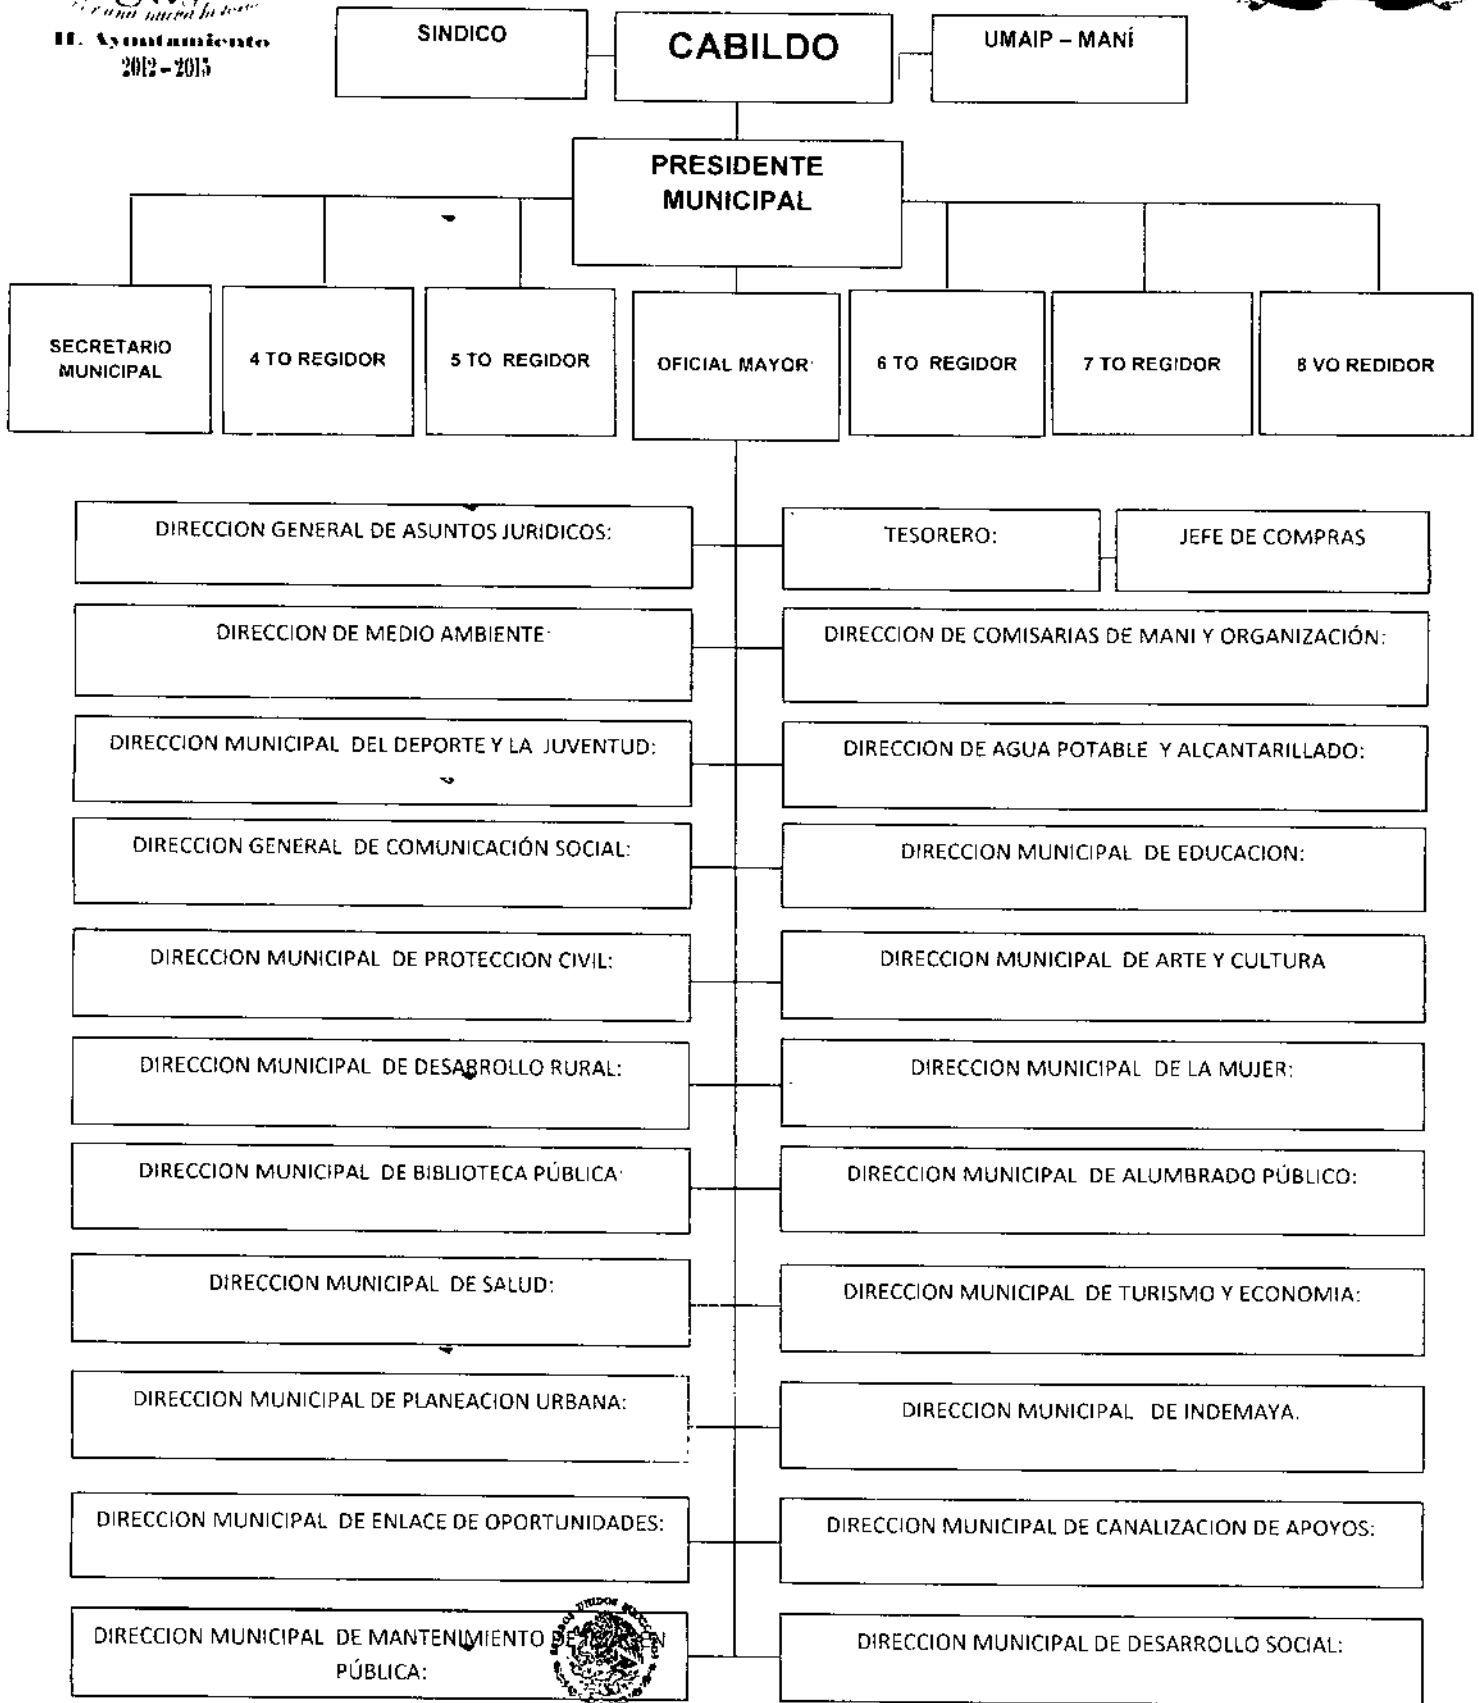 H. Ayuntamiento
2012 – 2015
SINDICO
CABILDO
UMAIP – MANÍ
PRESIDENTE
MUNICIPAL
SECRETARIO
MUNICIPAL
4 TO REGIDOR
5 TO REGIDOR
OFICIAL MAYOR:
6 TO REGIDOR
7 TO REGIDOR
8 VO REDIDOR
DIRECCION GENERAL DE ASUNTOS JURIDICOS:
TESORERO:
JEFE DE COMPRAS
DIRECCION DE MEDIO AMBIENTE:
DIRECCION DE COMISARIAS DE MANI Y ORGANIZACIÓN:
DIRECCION MUNICIPAL DEL DEPORTE Y LA JUVENTUD:
DIRECCION DE AGUA POTABLE Y ALCANTARILLADO:
DIRECCION GENERAL DE COMUNICACIÓN SOCIAL:
DIRECCION MUNICIPAL DE EDUCACION:
DIRECCION MUNICIPAL DE PROTECCION CIVIL:
DIRECCION MUNICIPAL DE ARTE Y CULTURA
DIRECCION MUNICIPAL DE DESARROLLO RURAL:
DIRECCION MUNICIPAL DE LA MUJER:
DIRECCION MUNICIPAL DE BIBLIOTECA PÚBLICA:
DIRECCION MUNICIPAL DE ALUMBRADO PÚBLICO:
DIRECCION MUNICIPAL DE SALUD:
DIRECCION MUNICIPAL DE TURISMO Y ECONOMIA:
DIRECCION MUNICIPAL DE PLANEACION URBANA:
DIRECCION MUNICIPAL DE INDEMAYA.
DIRECCION MUNICIPAL DE ENLACE DE OPORTUNIDADES:
DIRECCION MUNICIPAL DE CANALIZACION DE APOYOS:
DIRECCION MUNICIPAL DE MANTENIMIENTO
PÚBLICA:
DIRECCION MUNICIPAL DE DESARROLLO SOCIAL: